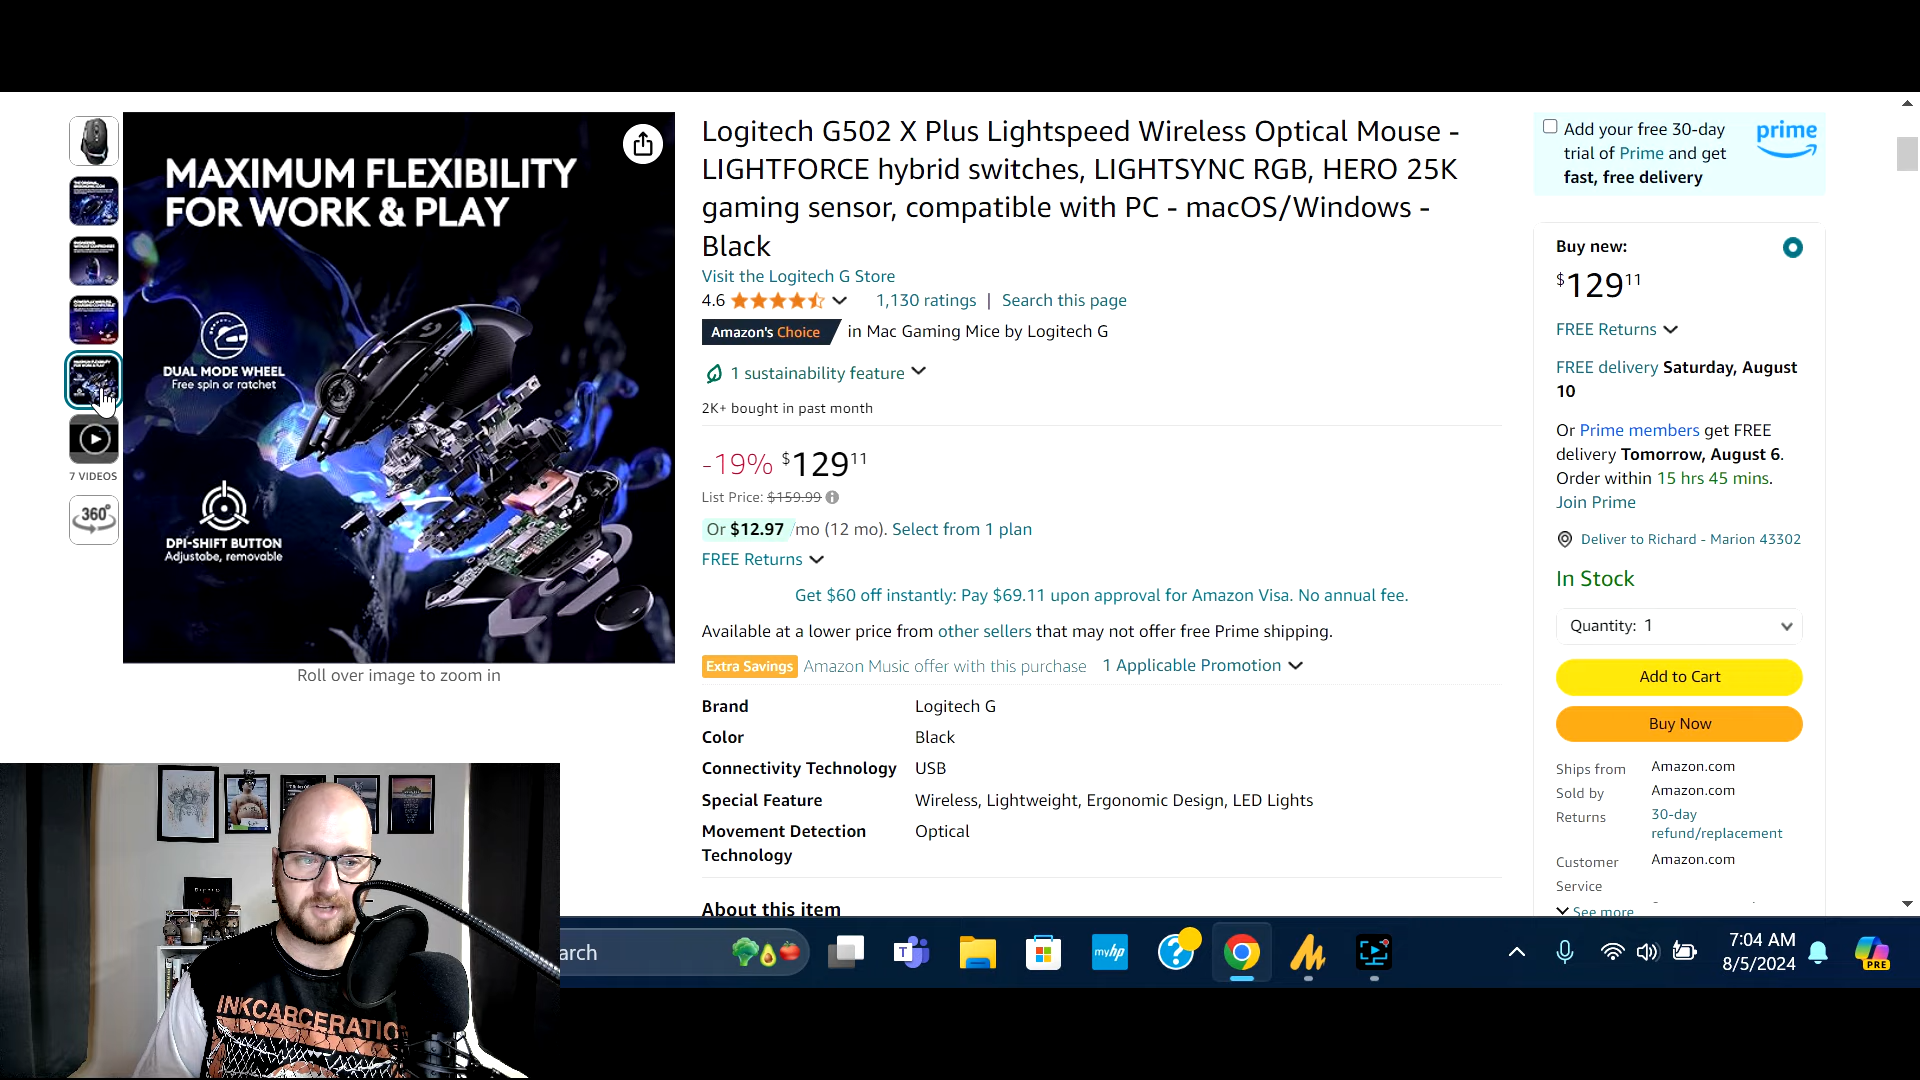 MAXIMUM FLEXIBILITY
FOR WORK & PLAY
DUAL MODE WHEEL
Free spin or ratchet
DPI-SHIFT BUTTON
Adjustabe, removable
7 VIDEOS
360°
Roll over image to zoom in
Logitech G502 X Plus Lightspeed Wireless Optical Mouse -
LIGHTFORCE hybrid switches, LIGHTSYNC RGB, HERO 25K
gaming sensor, compatible with PC - macOS/Windows -
Black
Visit the Logitech G Store
4.6 1,130 ratings | Search this page
Amazon's Choice in Mac Gaming Mice by Logitech G
1 sustainability feature
2K+ bought in past month
-19% $129 11
List Price: $159.99
Or $12.97 /mo (12 mo). Select from 1 plan
FREE Returns
Get $60 off instantly: Pay $69.11 upon approval for Amazon Visa. No annual fee.
Available at a lower price from other sellers that may not offer free Prime shipping.
Extra Savings Amazon Music offer with this purchase 1 Applicable Promotion
Brand Logitech G
Color Black
Connectivity Technology USB
Special Feature Wireless, Lightweight, Ergonomic Design, LED Lights
Movement Detection Optical
Technology
About this item
Add your free 30-day
trial of Prime and get
fast, free delivery
prime
Buy new:
$129 11
FREE Returns
FREE delivery Saturday, August
10
Or Prime members get FREE
delivery Tomorrow, August 6.
Order within 15 hrs 45 mins.
Join Prime
Deliver to Richard - Marion 43302
In Stock
Quantity: 1
Add to Cart
Buy Now
Ships from Amazon.com
Sold by Amazon.com
Returns 30-day
refund/replacement
Customer Amazon.com
Service
See more
INKCARCERATIO
arch
T
myhp
?
7:04 AM
8/5/2024
PRE